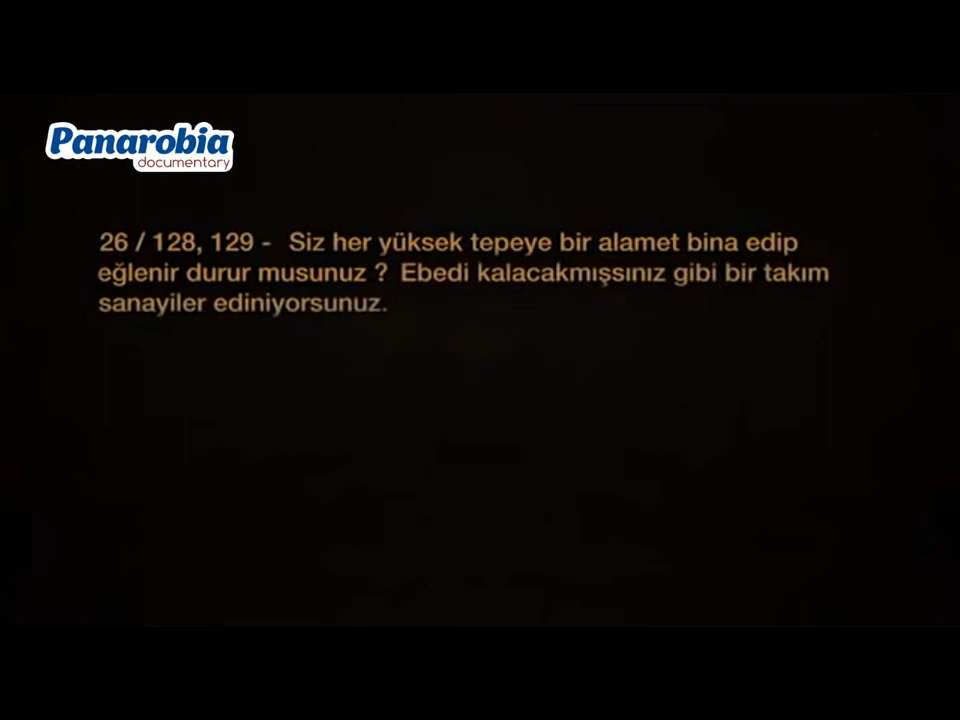 Panarobia
documentary
26 / 128, 129 - Siz her yüksek tepeye bir alamet bina edip
eğlenir durur musunuz ? Ebedi kalacakmışsınız gibi bir takım
sanayiler ediniyorsunuz.